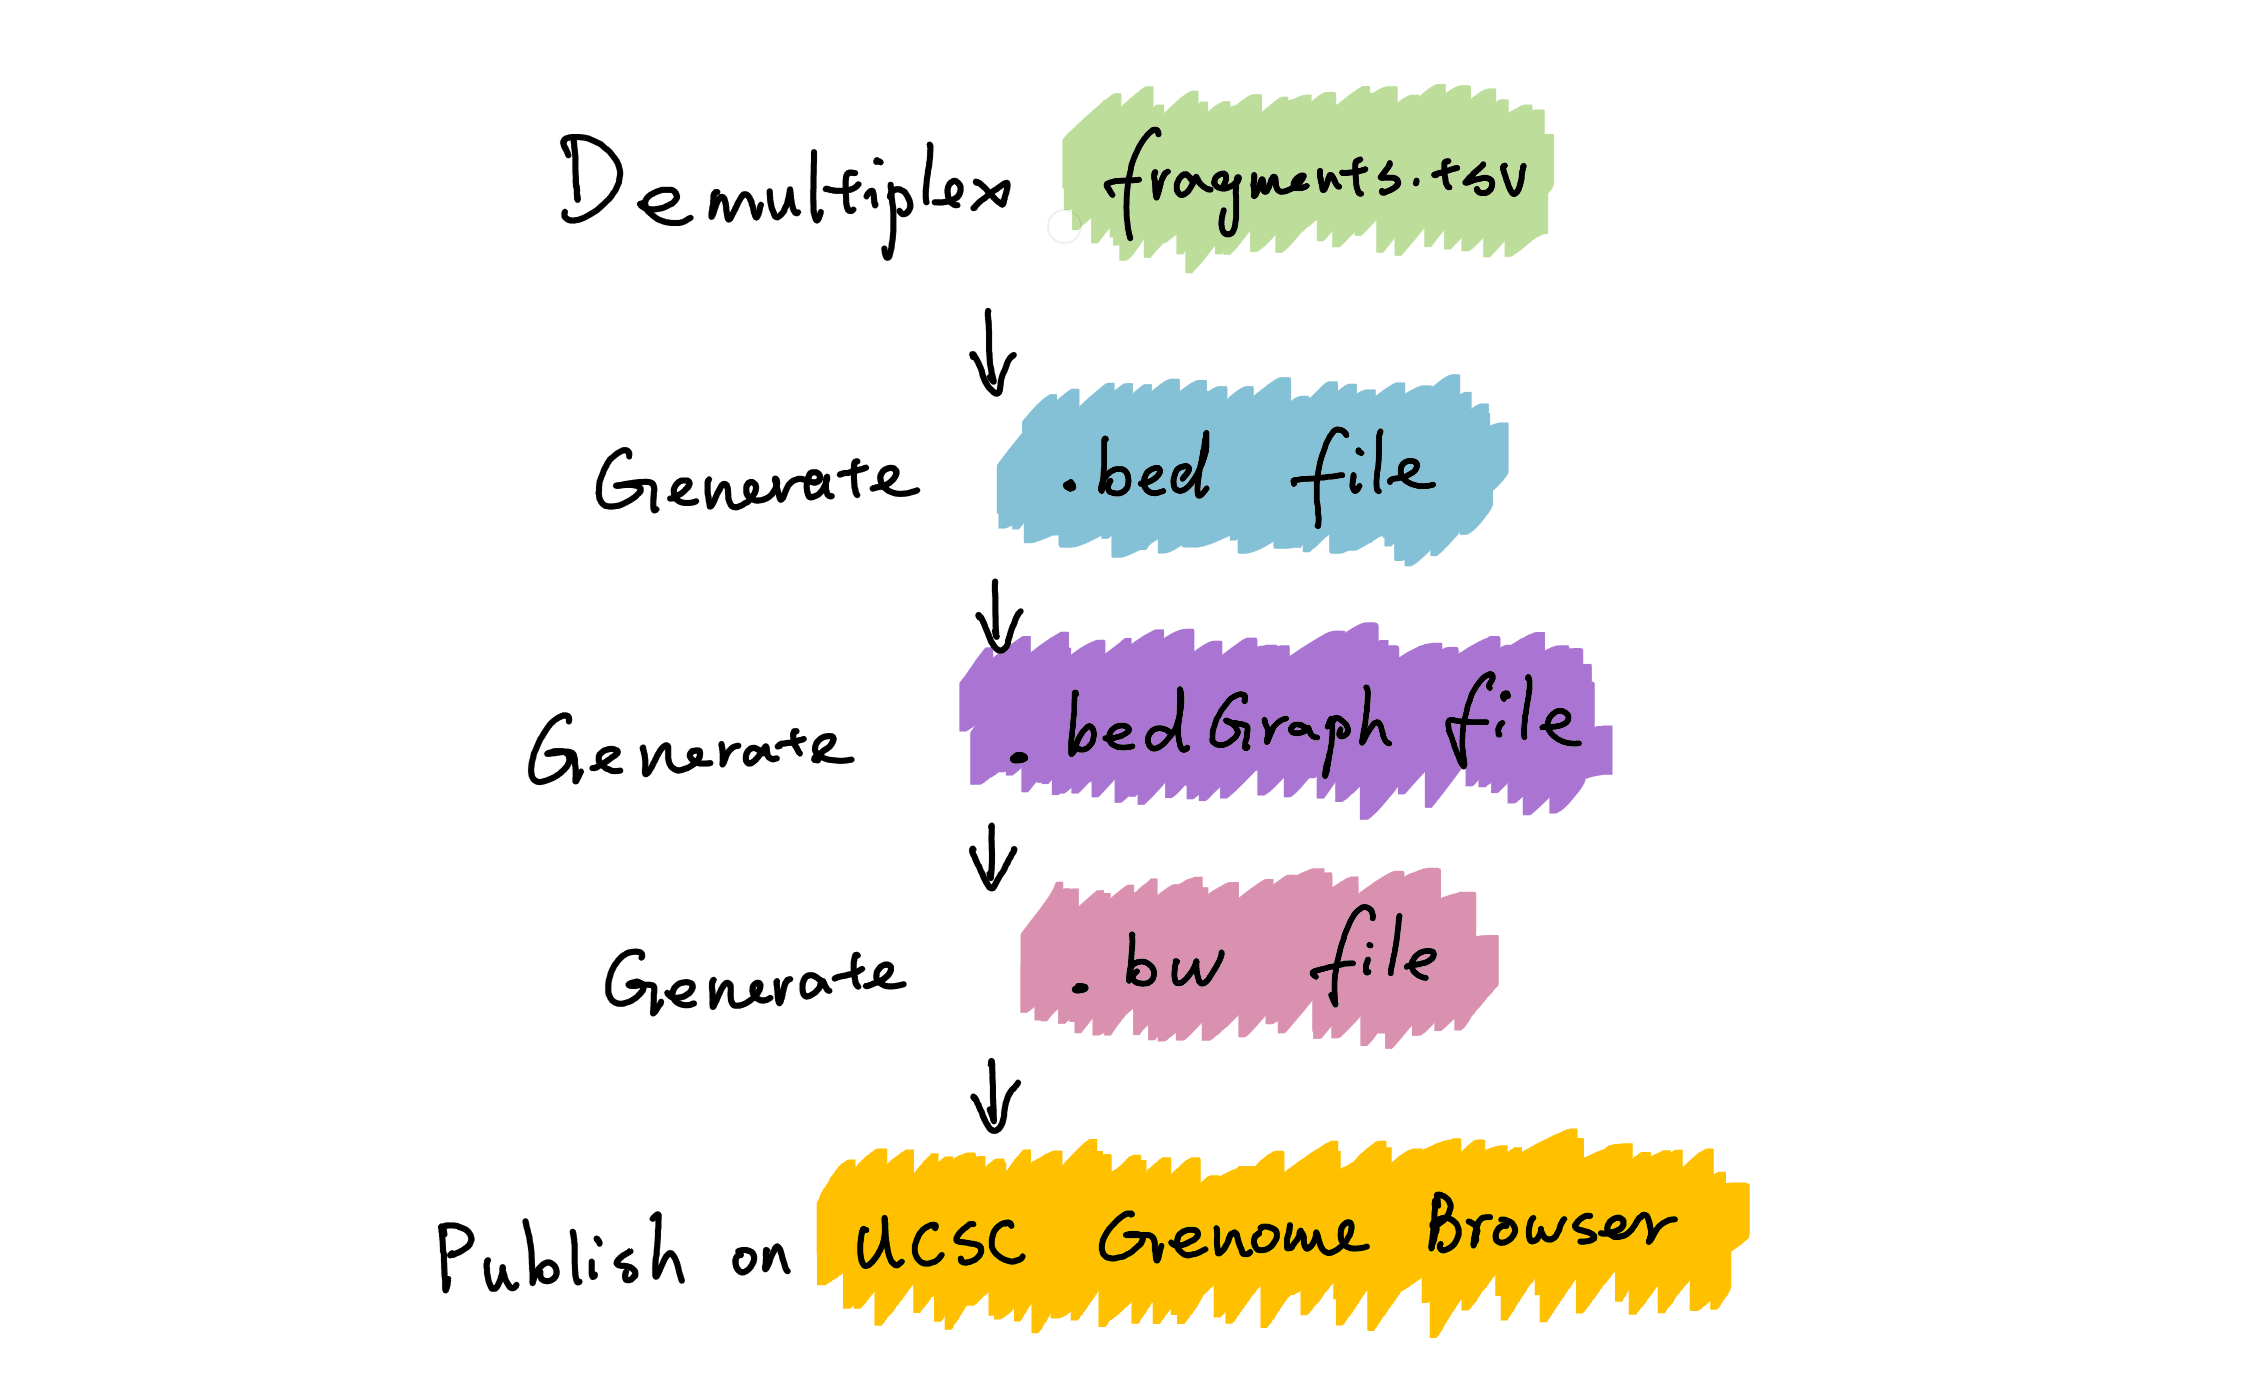 Demultiplex fragments.tsv
Generate .bed file
Generate .bedGraph file
Generate .bw file
Publish on UCSC Genome Browser